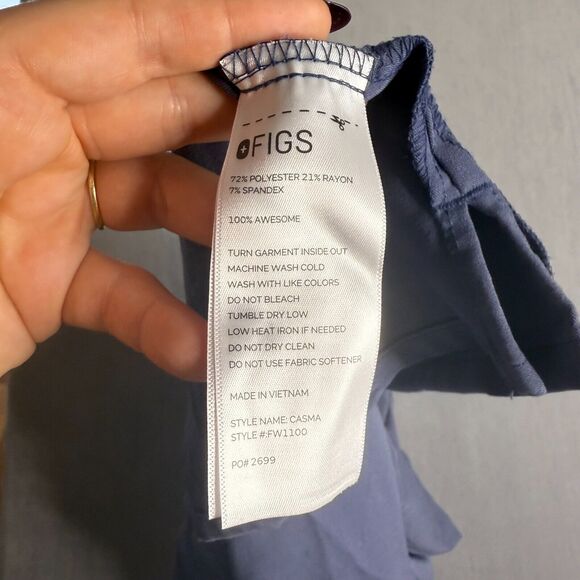 FIGS
72% POLYESTER 21% RAYON
7% SPANDEX
100% AWESOME
TURN GARMENT INSIDE OUT
MACHINE WASH COLD
WASH WITH LIKE COLORS
DO NOT BLEACH
TUMBLE DRY LOW
LOW HEAT IRON IF NEEDED
DO NOT DRY CLEAN
DO NOT USE FABRIC SOFTENER
MADE IN VIETNAM
STYLE NAME: CASMA
STYLE #:FW1100
PO# 2699